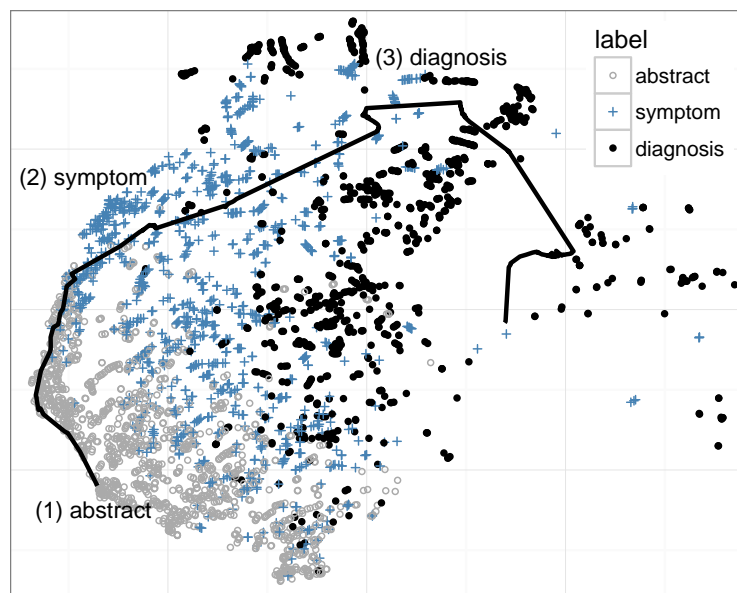 (3) diagnosis
label
abstract
symptom
diagnosis
(2) symptom
(1) abstract